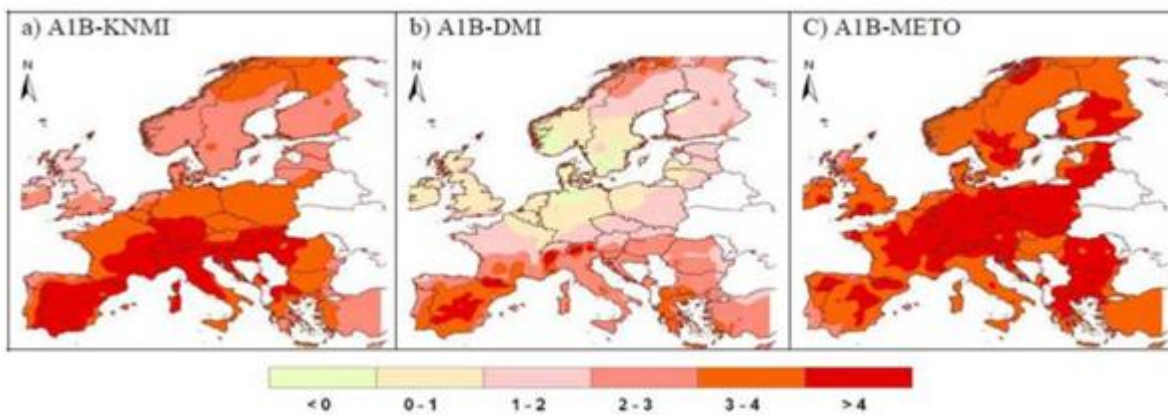 a) A1B-KNMI
b) A1B-DMI
C) A1B-METO
N
N
N
< 0
0 - 1
1 - 2
2 - 3
3 - 4
> 4